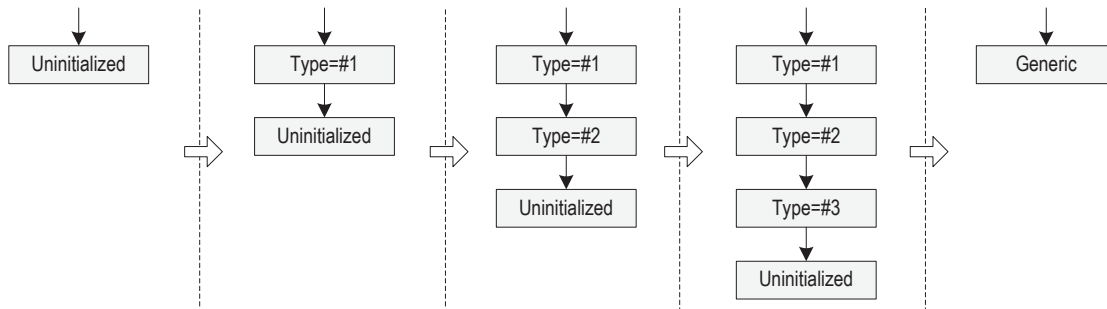 Uninitialized
Type=#1
Uninitialized
Type=#1
Type=#2
Uninitialized
Type=#1
Type=#2
Type=#3
Uninitialized
Generic